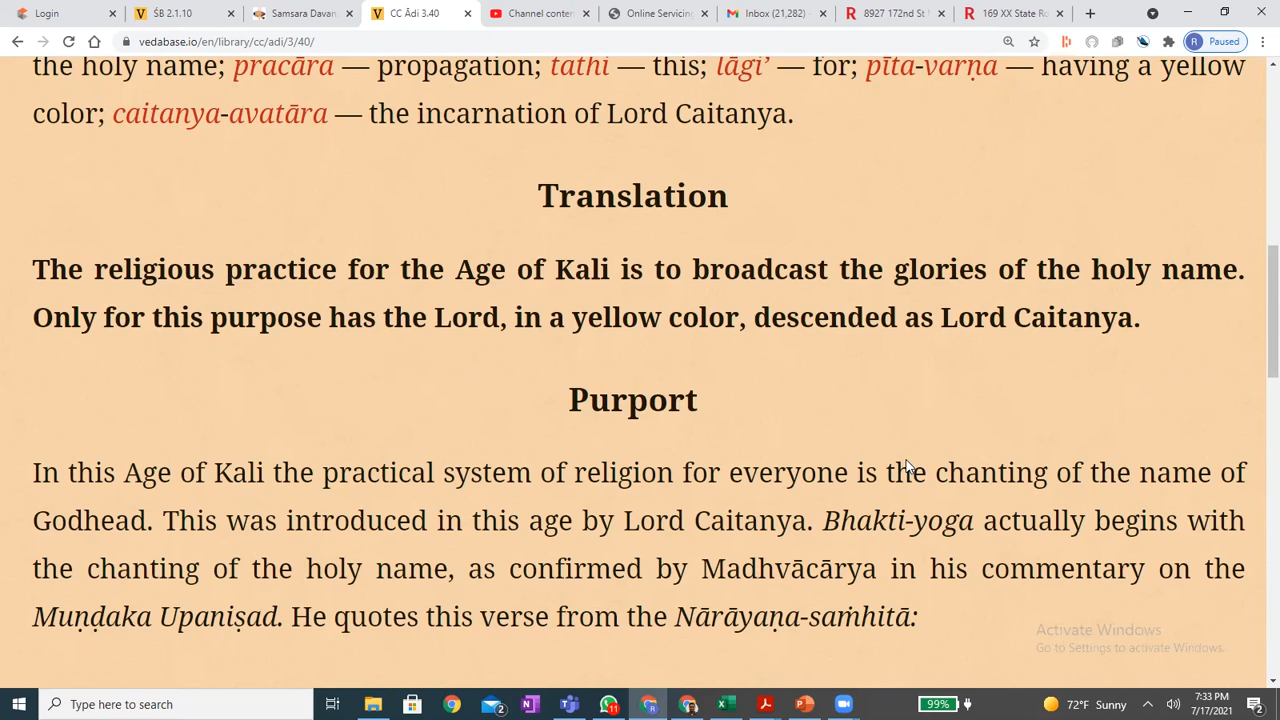 Login
ŚB 2.1.10
Samsara Davan
CC Ādi 3.40
Channel conten
Online Servicing
Inbox (21,282)
8927 172nd St
169 XX State Ro
vedabase.io/en/library/cc/adi/3/40/
R Paused
the holy name; pracāra — propagation; tathi — this; lāgi’ — for; pīta-varṇa — having a yellow
color; caitanya-avatāra — the incarnation of Lord Caitanya.
Translation
The religious practice for the Age of Kali is to broadcast the glories of the holy name.
Only for this purpose has the Lord, in a yellow color, descended as Lord Caitanya.
Purport
In this Age of Kali the practical system of religion for everyone is the chanting of the name of
Godhead. This was introduced in this age by Lord Caitanya. Bhakti-yoga actually begins with
the chanting of the holy name, as confirmed by Madhvācārya in his commentary on the
Muṇḍaka Upaniṣad. He quotes this verse from the Nārāyaṇa-saṁhitā:
Activate Windows
Go to Settings to activate Windows.
Type here to search
2
11
99%
72°F Sunny
7:33 PM
7/17/2021
2